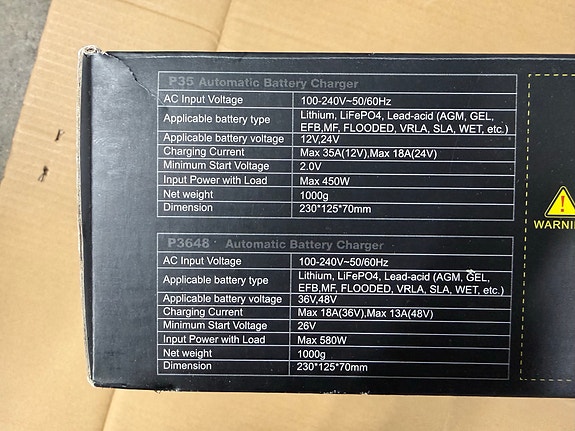 P35 Automatic Battery Charger
AC Input Voltage 100-240V~50/60Hz
Applicable battery type Lithium, LiFePO4, Lead-acid (AGM, GEL,
EFB,MF, FLOODED, VRLA, SLA, WET, etc.)
Applicable battery voltage 12V,24V
Charging Current Max 35A(12V),Max 18A(24V)
Minimum Start Voltage 2.0V
Input Power with Load Max 450W
Net weight 1000g
Dimension 230*125*70mm
P3648 Automatic Battery Charger
AC Input Voltage 100-240V~50/60Hz
Applicable battery type Lithium, LiFePO4, Lead-acid (AGM, GEL,
EFB,MF, FLOODED, VRLA, SLA, WET, etc.)
Applicable battery voltage 36V,48V
Charging Current Max 18A(36V),Max 13A(48V)
Minimum Start Voltage 26V
Input Power with Load Max 580W
Net weight 1000g
Dimension 230*125*70mm